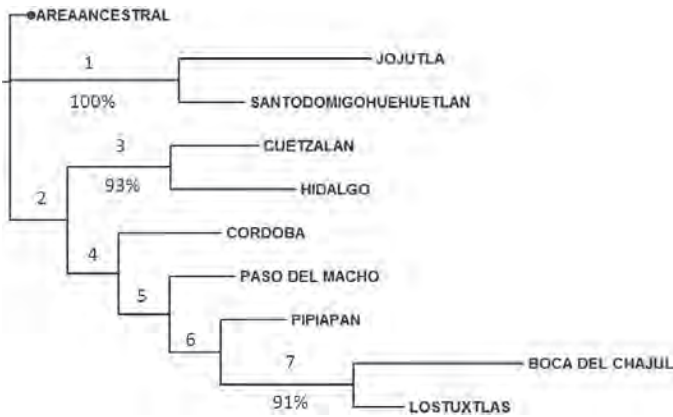 AREAANCESTRAL
1
JOJUTLA
100%
SANTODOMIGOHUEHUETLAN
3
CUETZALAN
93%
HIDALGO
2
CORDOBA
4
PASO DEL MACHO
5
PIPIAPAN
6
7
BOCA DEL CHAJUL
91%
LOSTUXTLAS